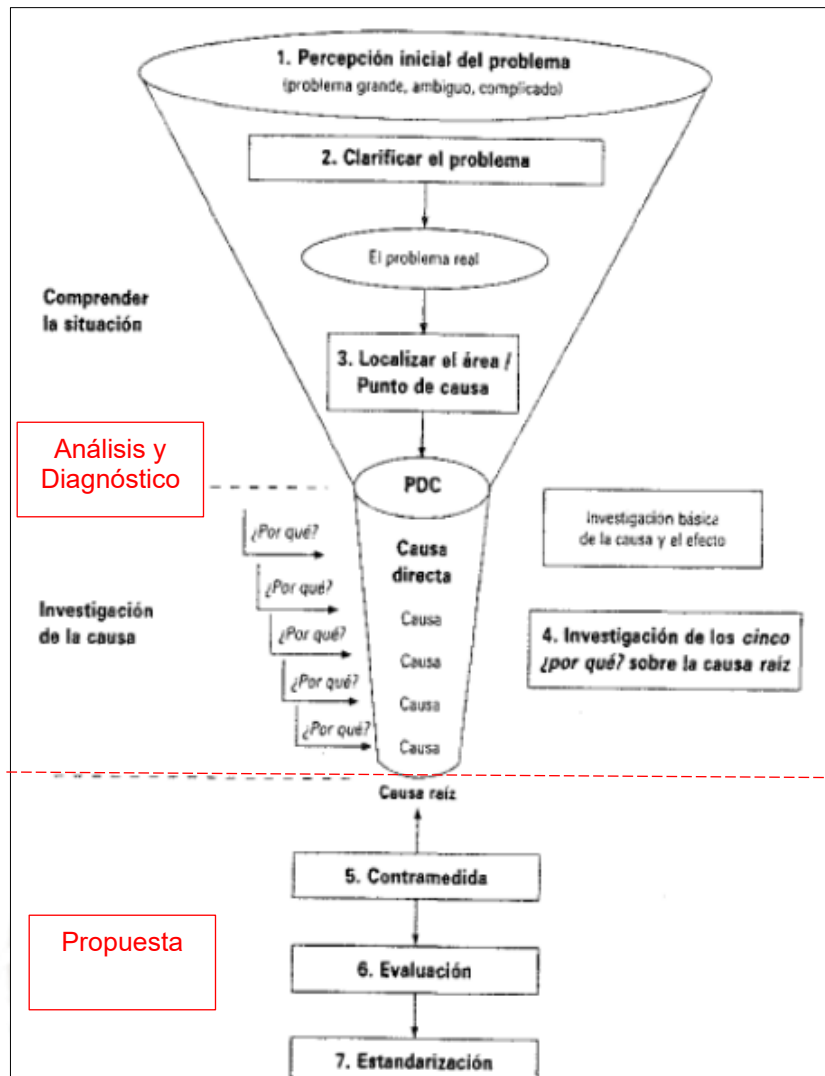 1. Percepción inicial del problema
(problema grande, ambiguo, complicado)
2. Clarificar el problema
El problema real
Comprender
la situación
3. Localizar el área /
Punto de causa
Análisis y
Diagnóstico
PDC
Investigación básica
de la causa y el efecto
¿Por qué?
Causa
directa
¿Por qué?
Causa
Investigación
de la causa
¿Por qué?
Causa
4. Investigación de los cinco
¿por qué? sobre la causa raíz
¿Por qué?
Causa
¿Por qué?
Causa
Causa raíz
5. Contramedida
Propuesta
6. Evaluación
7. Estandarización